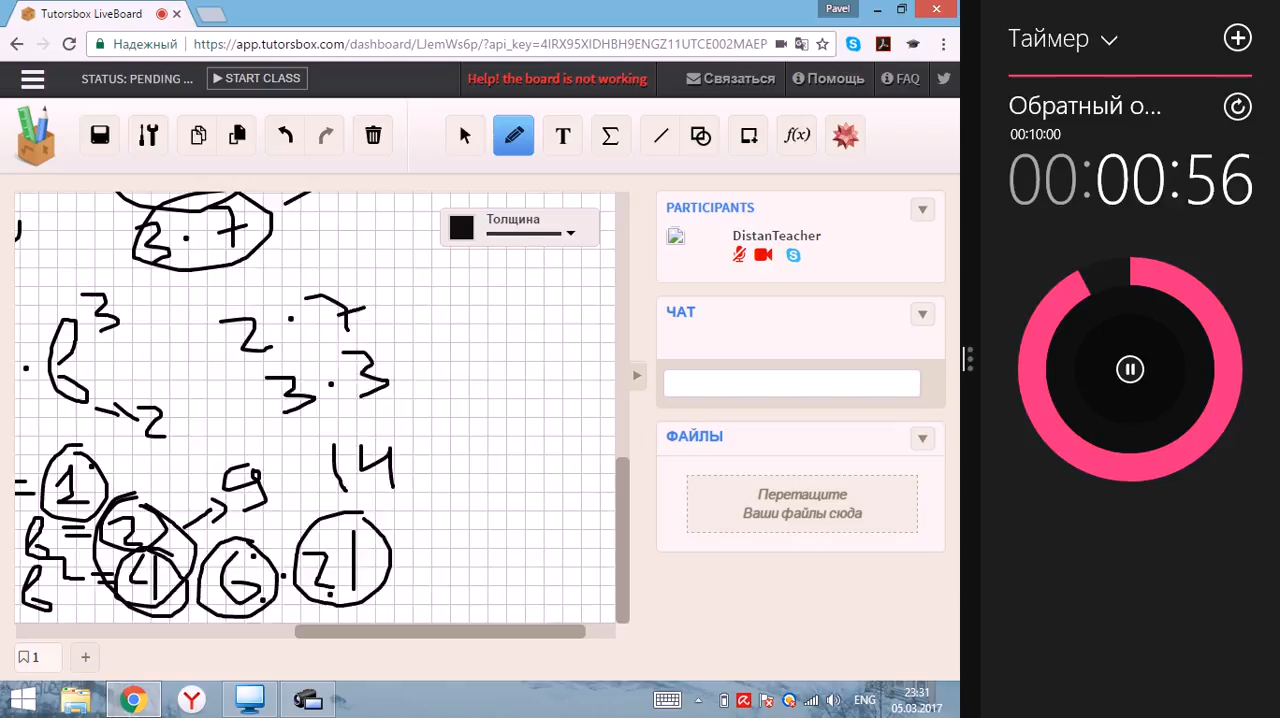 Tutorsbox LiveBoard
Pavel
Надежный
https://app.tutorsbox.com/dashboard/LJemWs6p/?api_key=4IRX95XIDHBH9ENGZ11UTCE002MAEP
STATUS: PENDING ...
START CLASS
Help! the board is not working
Связаться
Помощь
FAQ
T
Σ
f(x)
Толщина
3 · 7
3
2 · 7
3 · 3
2
1
9
14
6
21
1
PARTICIPANTS
DistanTeacher
ЧАТ
ФАЙЛЫ
Перетащите
Ваши файлы сюда
ENG
23:31
05.03.2017
Таймер
Обратный о...
00:10:00
00:00:56